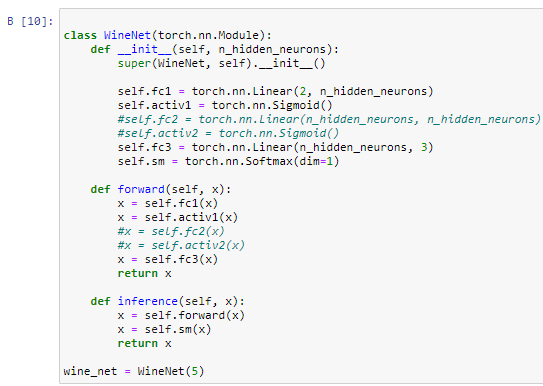 В [10]:
class WineNet(torch.nn.Module):
    def __init__(self, n_hidden_neurons):
        super(WineNet, self).__init__()

        self.fc1 = torch.nn.Linear(2, n_hidden_neurons)
        self.activ1 = torch.nn.Sigmoid()
        #self.fc2 = torch.nn.Linear(n_hidden_neurons, n_hidden_neurons)
        #self.activ2 = torch.nn.Sigmoid()
        self.fc3 = torch.nn.Linear(n_hidden_neurons, 3)
        self.sm = torch.nn.Softmax(dim=1)

    def forward(self, x):
        x = self.fc1(x)
        x = self.activ1(x)
        #x = self.fc2(x)
        #x = self.activ2(x)
        x = self.fc3(x)
        return x

    def inference(self, x):
        x = self.forward(x)
        x = self.sm(x)
        return x

wine_net = WineNet(5)